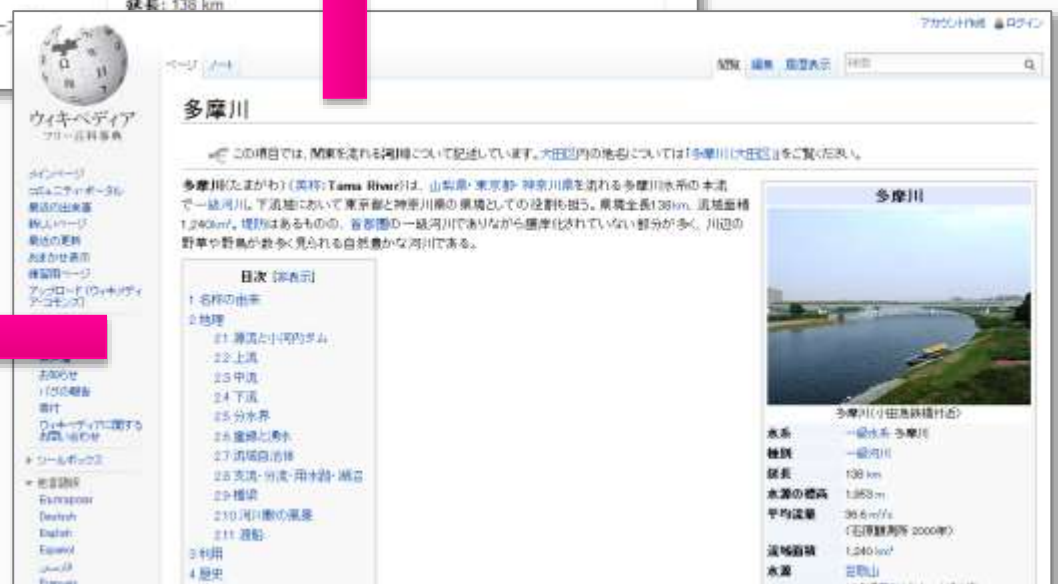 延長: 138 km
アカウント作成 ログイン
ページ ノート
閲覧 編集 履歴表示 検索
ウィキペディア
フリー百科事典
多摩川
この項目では、関東を流れる河川について記述しています。大田区内の地名については「多摩川 (大田区)」をご覧ください。
多摩川(たまがわ)(英称:Tama River)は、山梨県・東京都・神奈川県を流れる多摩川水系の本流
で一級河川。下流域において東京都と神奈川県の県境としての役割も担う。県境全長138km、流域面積
1,240km²。堤防はあるものの、首都圏の一級河川でありながら護岸化されていない部分が多く、川辺の
野草や野鳥が数多く見られる自然豊かな河川である。
メインページ
コミュニティ・ポータル
最近の出来事
新しいページ
最近の更新
おまかせ表示
練習用ページ
アップロード (ウィキメディア・コモンズ)
お知らせ
バグの報告
寄付
ウィキペディアに関するお問い合わせ
ツールボックス
他言語版
Deutsch
English
Español
فارسی
Français
目次 [非表示]
1 名称の由来
2 地理
2.1 源流と小河内ダム
2.2 上流
2.3 中流
2.4 下流
2.5 分水界
2.6 崖線と湧水
2.7 流域自治体
2.8 支流・分流・用水路・湖沼
2.9 橋梁
2.10 河川敷の風景
2.11 渡船
3 利用
4 歴史
多摩川
多摩川(小田急鉄橋付近)
水系 一級水系 多摩川
種別 一級河川
延長 138 km
水源の標高 1,953 m
平均流量 36.6 m³/s
(石原観測所 2000年)
流域面積 1,240 km²
水源 笠取山